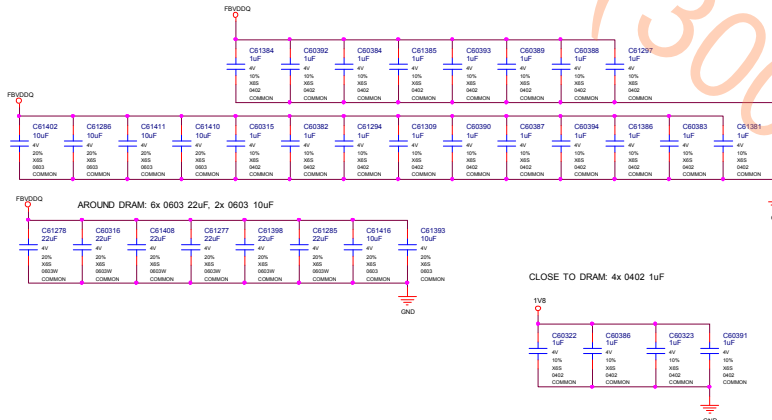 FBVDDQ
C61384 C60392 C60384 C61385 C60393 C60389 C60388 C61297
1uF 1uF 1uF 1uF 1uF 1uF 1uF 1uF
4V 4V 4V 4V 4V 4V 4V 4V
10% 10% 10% 10% 10% 10% 10% 10%
X6S X6S X6S X6S X6S X6S X6S X6S
0402 0402 0402 0402 0402 0402 0402 0402
COMMON COMMON COMMON COMMON COMMON COMMON COMMON COMMON
(300
FBVDDQ
C61402 C61286 C61411 C61410 C60315 C60382 C61294 C61309 C60390 C60387 C60394 C61386 C60383 C61381
10uF 10uF 10uF 10uF 1uF 1uF 1uF 1uF 1uF 1uF 1uF 1uF 1uF 1uF
4V 4V 4V 4V 4V 4V 4V 4V 4V 4V 4V 4V 4V 4V
20% 20% 20% 20% 10% 10% 10% 10% 10% 10% 10% 10% 10% 10%
X6S X6S X6S X6S X6S X6S X6S X6S X6S X6S X6S X6S X6S X6S
0603 0603 0603 0603 0402 0402 0402 0402 0402 0402 0402 0402 0402 0402
COMMON COMMON COMMON COMMON COMMON COMMON COMMON COMMON COMMON COMMON COMMON COMMON COMMON COMMON
FBVDDQ
AROUND DRAM: 6x 0603 22uF, 2x 0603 10uF
C61278 C60316 C61408 C61277 C61398 C61285 C61416 C61393
22uF 22uF 22uF 22uF 22uF 22uF 10uF 10uF
4V 4V 4V 4V 4V 4V 4V 4V
20% 20% 20% 20% 20% 20% 20% 20%
X6S X6S X6S X6S X6S X6S X6S X6S
0603W 0603W 0603W 0603W 0603W 0603W 0603 0603
COMMON COMMON COMMON COMMON COMMON COMMON COMMON COMMON
GND
CLOSE TO DRAM: 4x 0402 1uF
1V8
C60322 C60386 C60323 C60391
1uF 1uF 1uF 1uF
4V 4V 4V 4V
10% 10% 10% 10%
X6S X6S X6S X6S
0402 0402 0402 0402
COMMON COMMON COMMON COMMON
GND